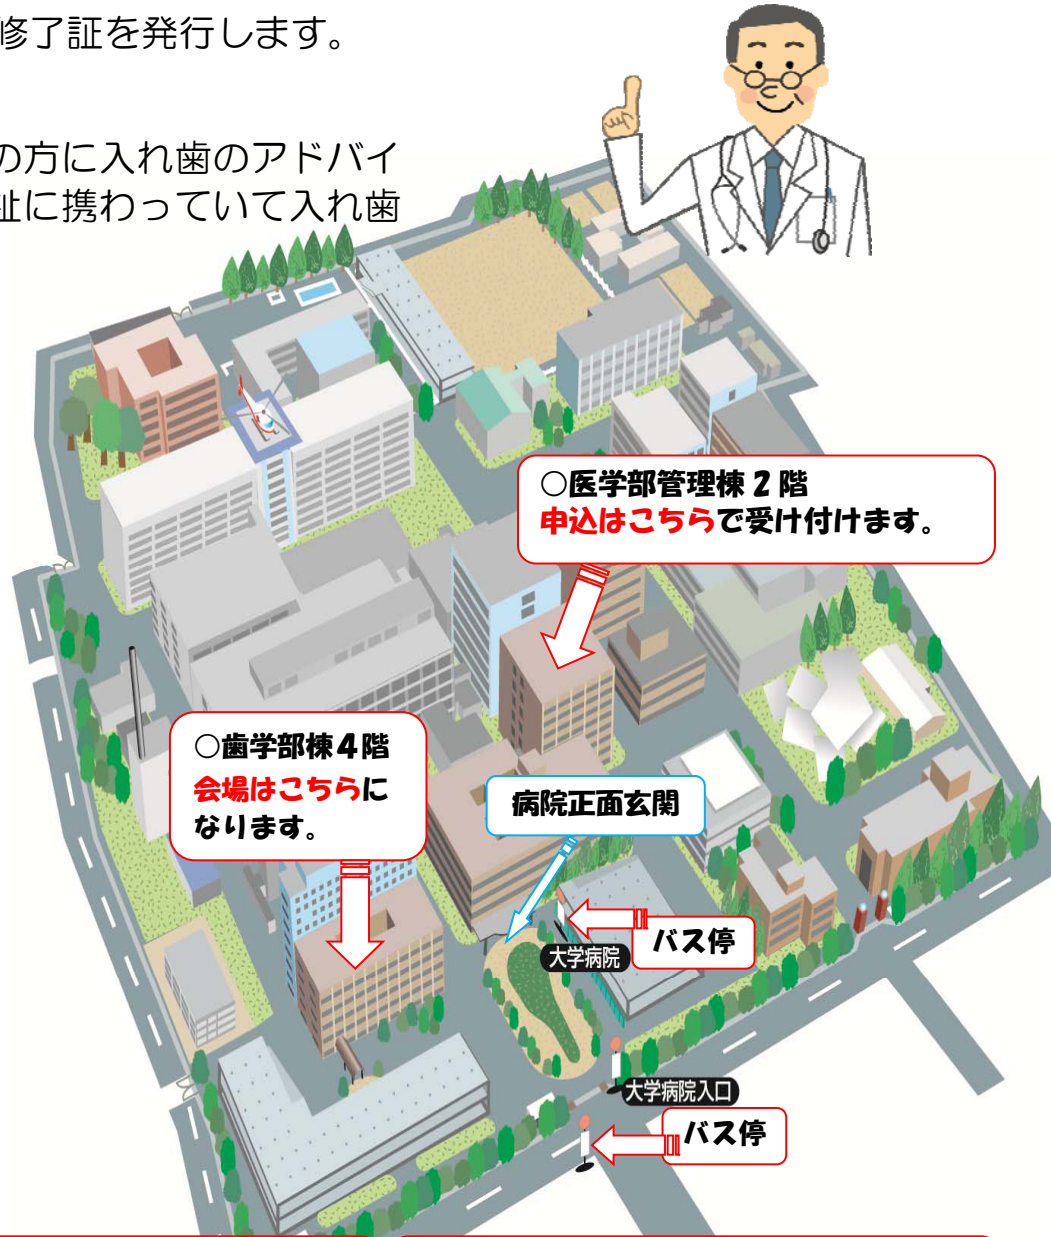 修了証を発行します。
の方に入れ歯のアドバイ
祉に携わっていて入れ歯
○医学部管理棟２階
申込はこちらで受け付けます。
○歯学部棟４階
会場はこちらに
なります。
病院正面玄関
バス停
大学病院
大学病院入口
バス停